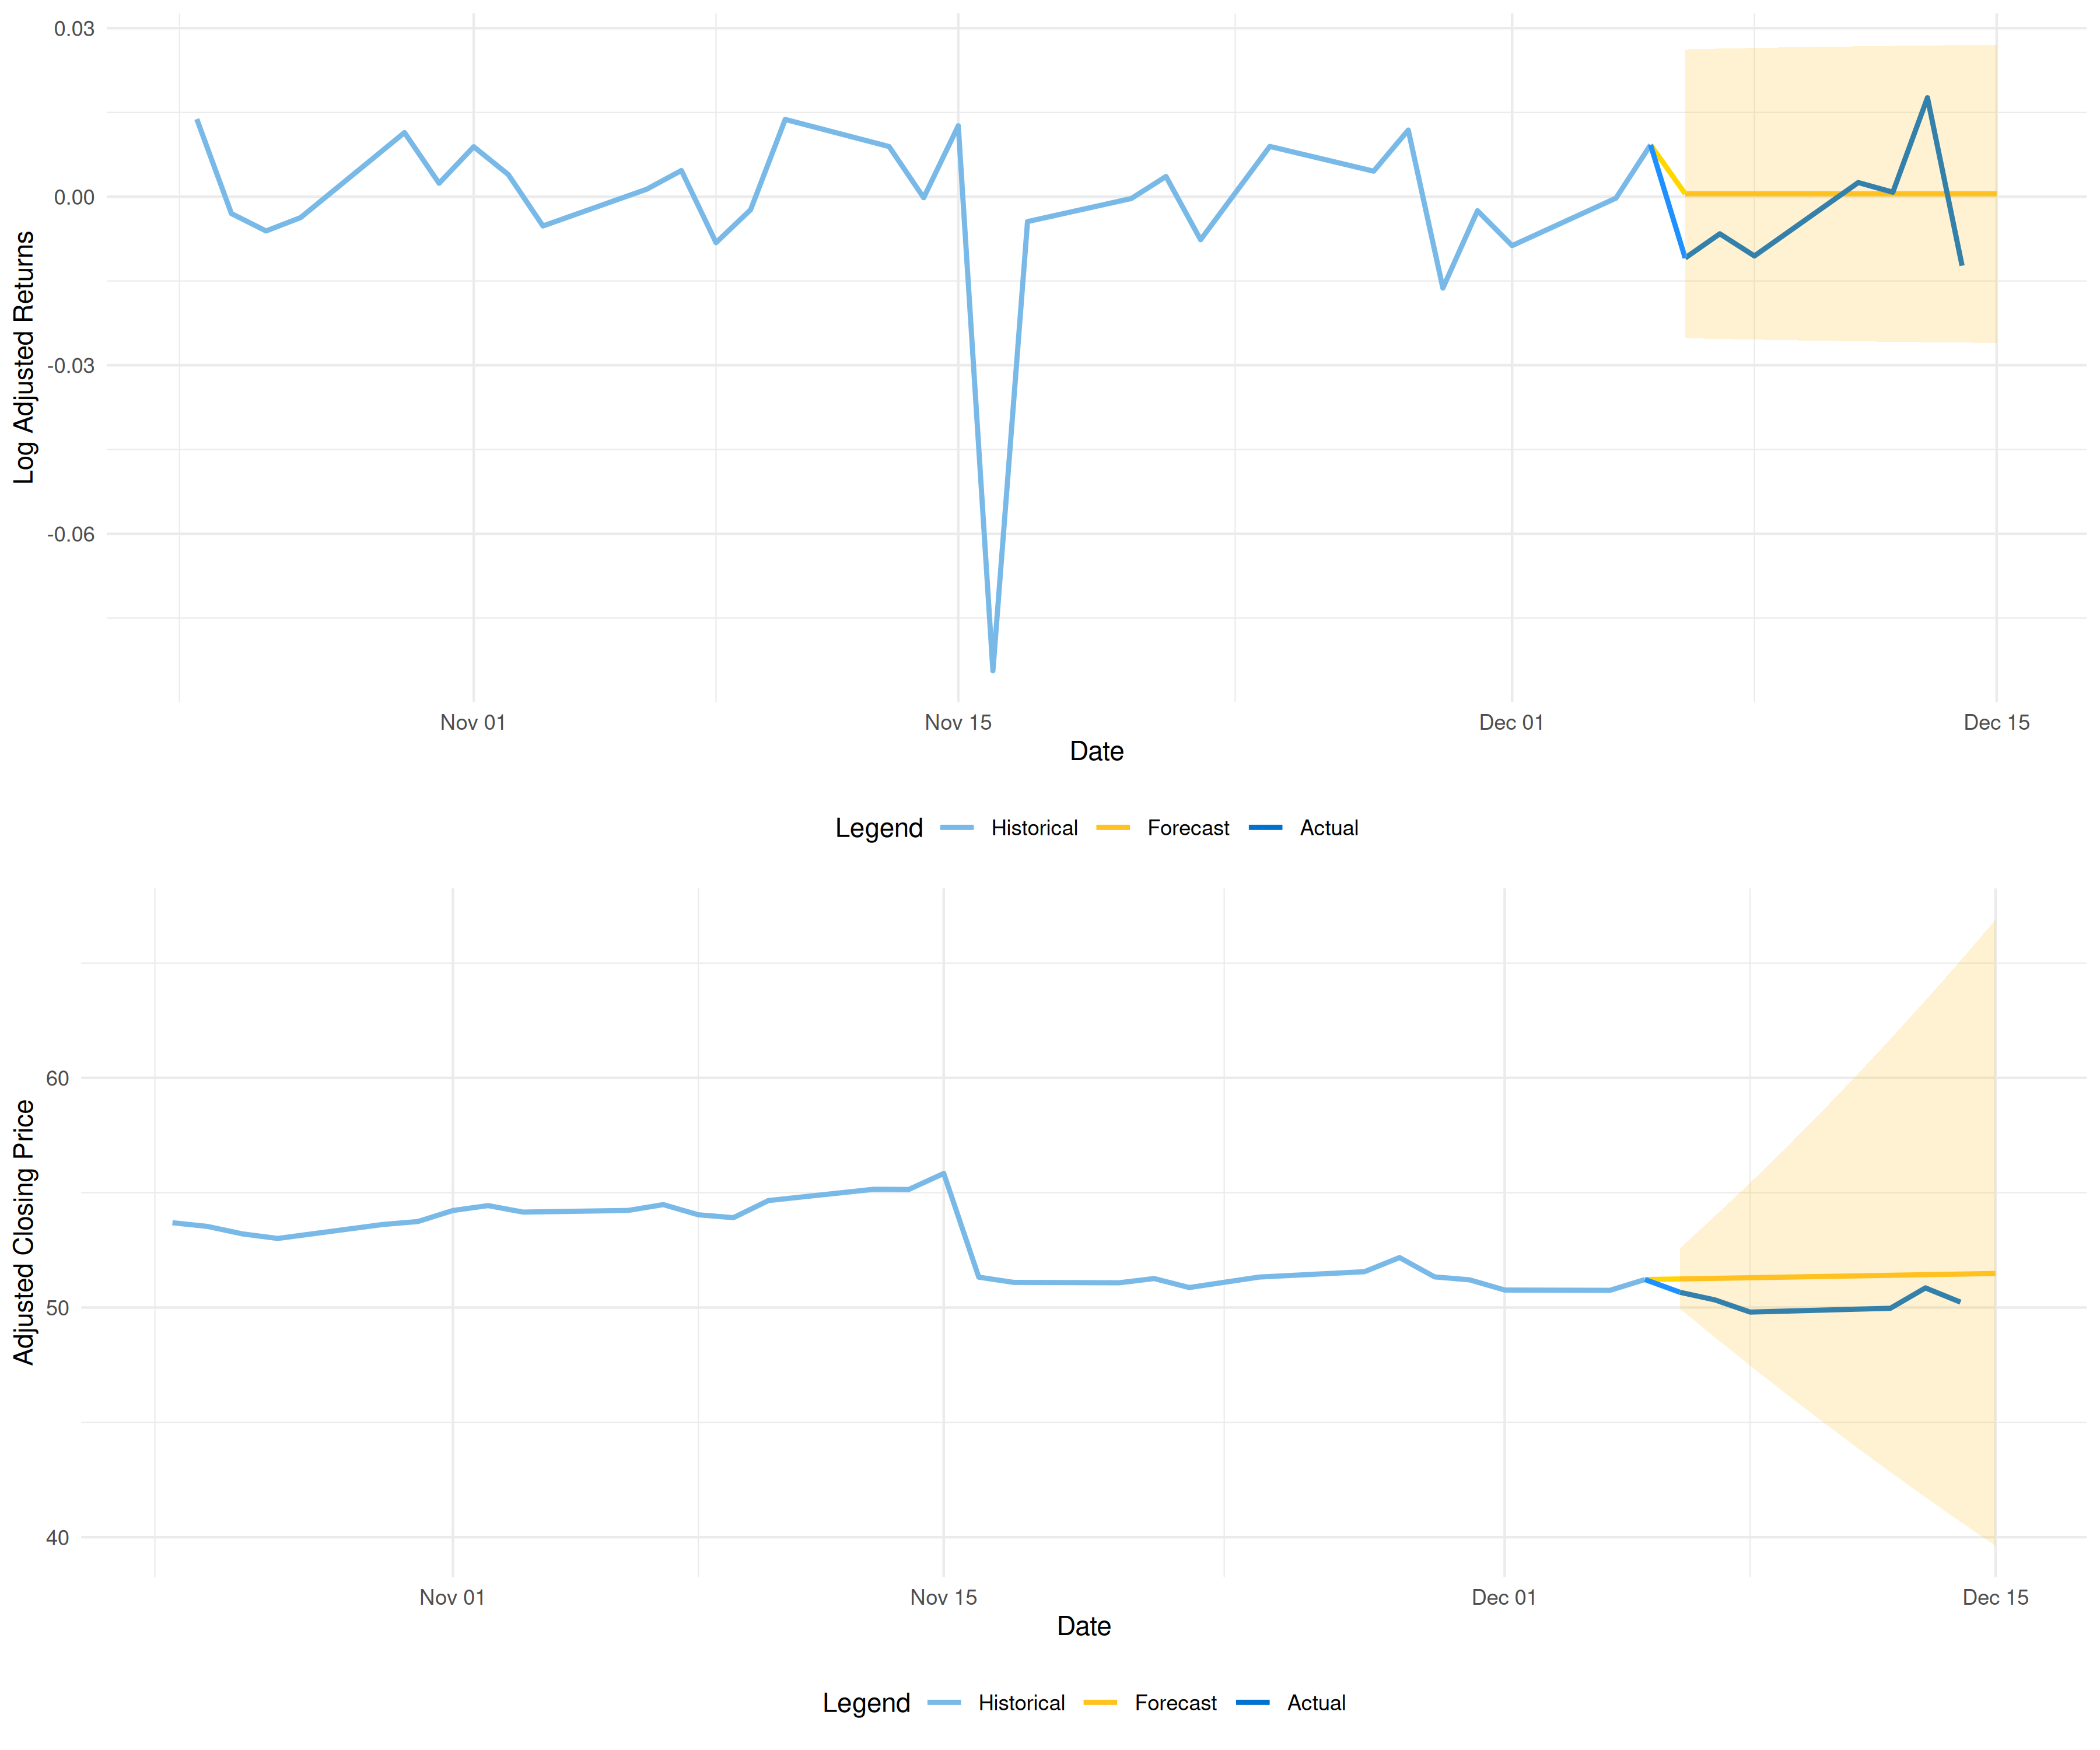 0.03
0.00
-0.03
-0.06
Log Adjusted Returns
Nov 01 Nov 15 Dec 01 Dec 15
Date
Legend Historical Forecast Actual
60
50
40
Adjusted Closing Price
Nov 01 Nov 15 Dec 01 Dec 15
Date
Legend Historical Forecast Actual